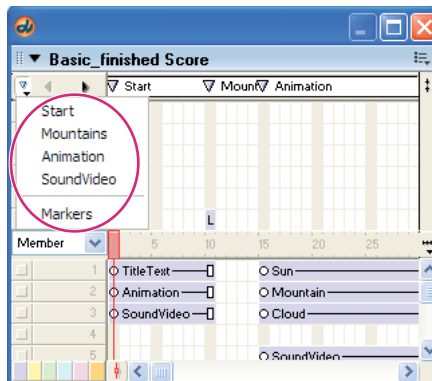 Basic_finished Score
Start Moun Animation
Start
Mountains
Animation
SoundVideo
Markers
L
Member 5 10 15 20 25
1 TitleText Sun
2 Animation Mountain
3 SoundVideo Cloud
4
5 SoundVideo